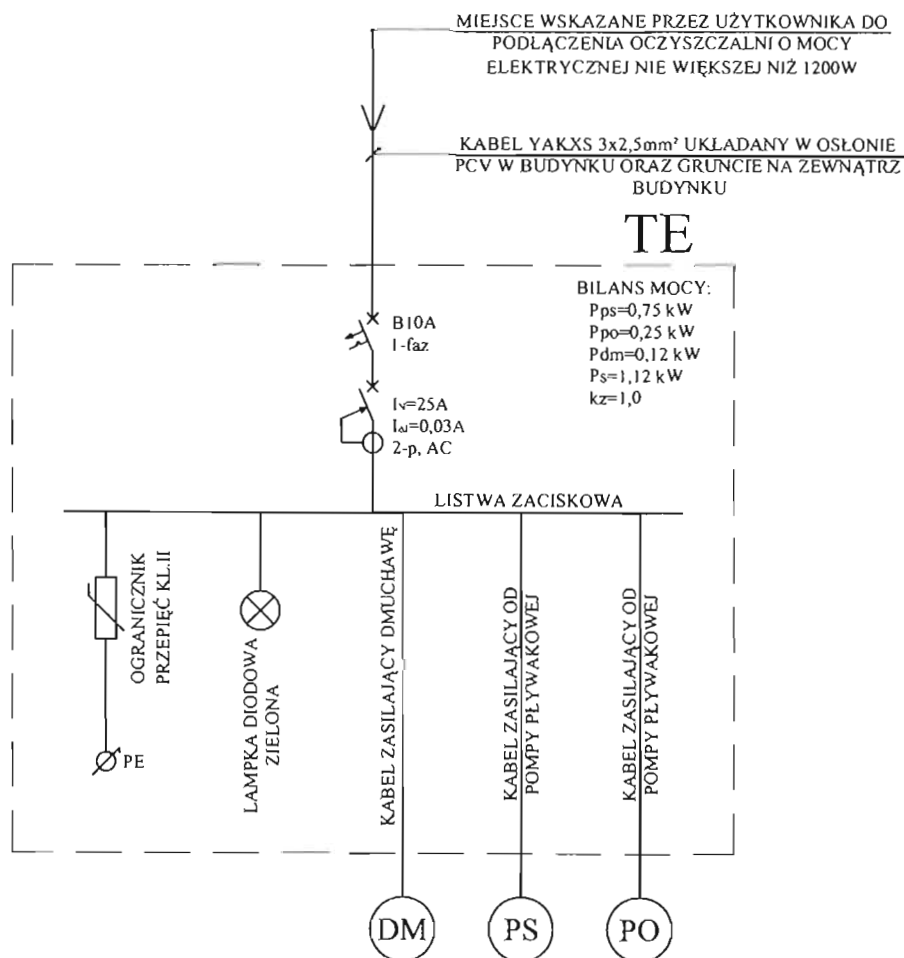 MIEJSCE WSKAZANE PRZEZ UŻYTKOWNIKA DO
PODŁĄCZENIA OCZYSZCZALNI O MOCY
ELEKTRYCZNEJ NIE WIĘKSZEJ NIŻ 1200W
KABEL YAKXS 3x2,5mm² UKŁADANY W OSŁONIE
PCV W BUDYNKU ORAZ GRUNCIE NA ZEWNĄTRZ
BUDYNKU
TE
BILANS MOCY:
Pps=0,75 kW
Ppo=0,25 kW
Pdm=0,12 kW
Ps=1,12 kW
kz=1,0
B10A
1-faz
IN=25A
IΔN=0,03A
2-p, AC
LISTWA ZACISKOWA
OGRANICZNIK
PRZEPIĘĆ KL.II
PE
LAMPKA DIODOWA
ZIELONA
KABEL ZASILAJĄCY DMUCHAWĘ
KABEL ZASILAJĄCY OD
POMPY PŁYWAKOWEJ
KABEL ZASILAJĄCY OD
POMPY PŁYWAKOWEJ
DM
PS
PO